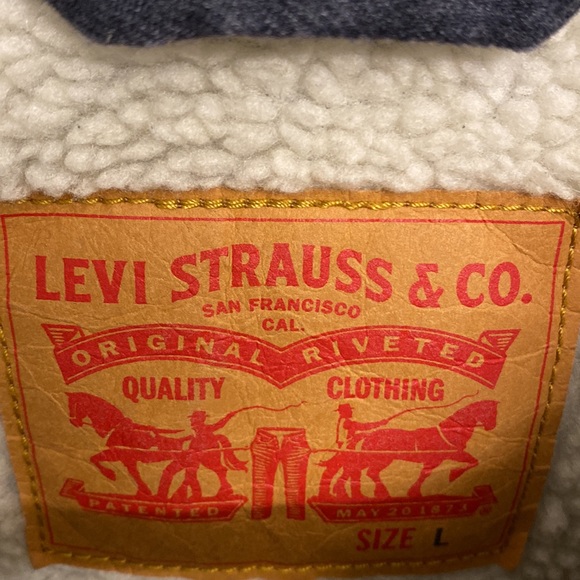 LEVI STRAUSS & CO.
SAN FRANCISCO
CAL.
ORIGINAL RIVETED
QUALITY CLOTHING
PATENTED MAY 20 1873
SIZE L